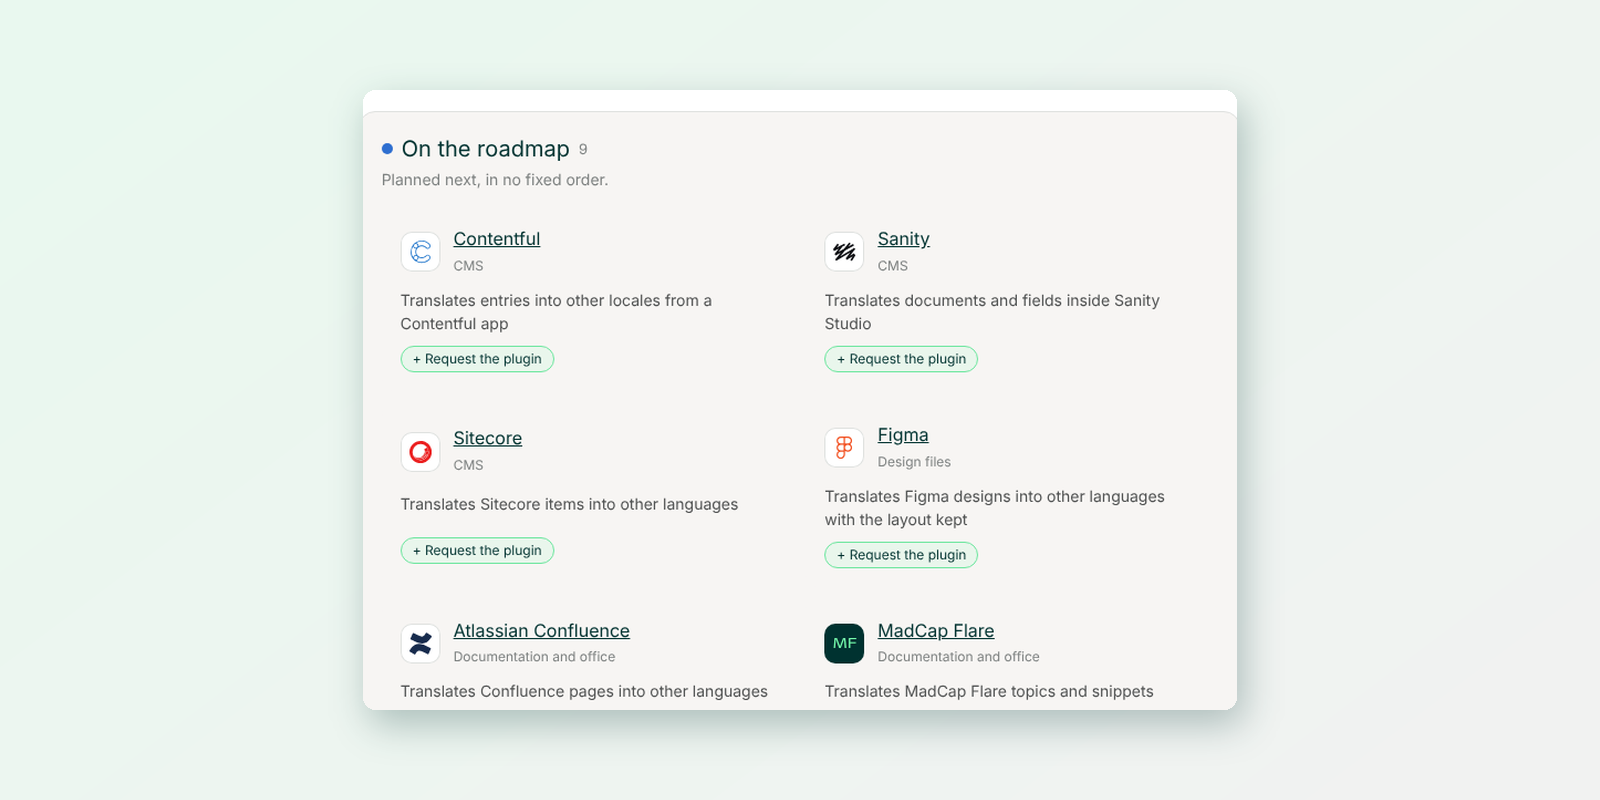 On the roadmap 9
Planned next, in no fixed order.
Contentful
CMS
Translates entries into other locales from a
Contentful app
+ Request the plugin
Sanity
CMS
Translates documents and fields inside Sanity
Studio
+ Request the plugin
Sitecore
CMS
Translates Sitecore items into other languages
+ Request the plugin
Figma
Design files
Translates Figma designs into other languages
with the layout kept
+ Request the plugin
Atlassian Confluence
Documentation and office
Translates Confluence pages into other languages
MF
MadCap Flare
Documentation and office
Translates MadCap Flare topics and snippets